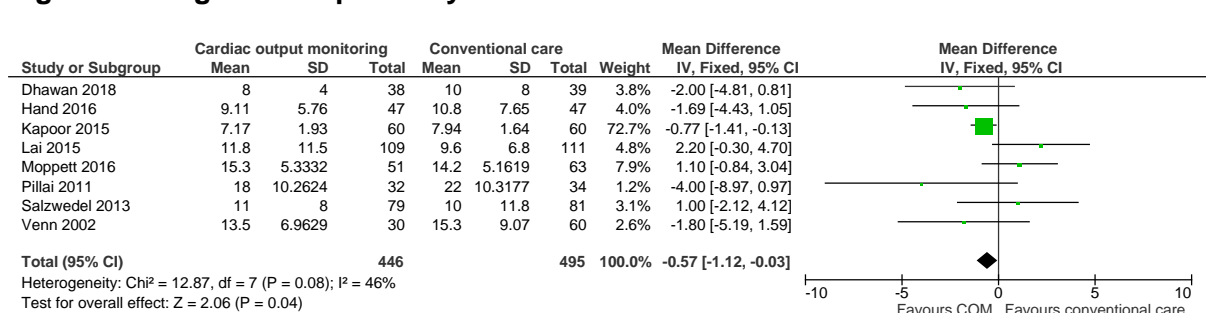 Cardiac output monitoring Conventional care Mean Difference Mean Difference
Study or Subgroup Mean SD Total Mean SD Total Weight IV, Fixed, 95% CI IV, Fixed, 95% CI
Dhawan 2018 8 4 38 10 8 39 3.8% -2.00 [-4.81, 0.81]
Hand 2016 9.11 5.76 47 10.8 7.65 47 4.0% -1.69 [-4.43, 1.05]
Kapoor 2015 7.17 1.93 60 7.94 1.64 60 72.7% -0.77 [-1.41, -0.13]
Lai 2015 11.8 11.5 109 9.6 6.8 111 4.8% 2.20 [-0.30, 4.70]
Moppett 2016 15.3 5.3332 51 14.2 5.1619 63 7.9% 1.10 [-0.84, 3.04]
Pillai 2011 18 10.2624 32 22 10.3177 34 1.2% -4.00 [-8.97, 0.97]
Salzwedel 2013 11 8 79 10 11.8 81 3.1% 1.00 [-2.12, 4.12]
Venn 2002 13.5 6.9629 30 15.3 9.07 60 2.6% -1.80 [-5.19, 1.59]
Total (95% CI) 446 495 100.0% -0.57 [-1.12, -0.03]
Heterogeneity: Chi² = 12.87, df = 7 (P = 0.08); I² = 46%
Test for overall effect: Z = 2.06 (P = 0.04)
-10 -5 0 5 10
Favours COM Favours conventional care